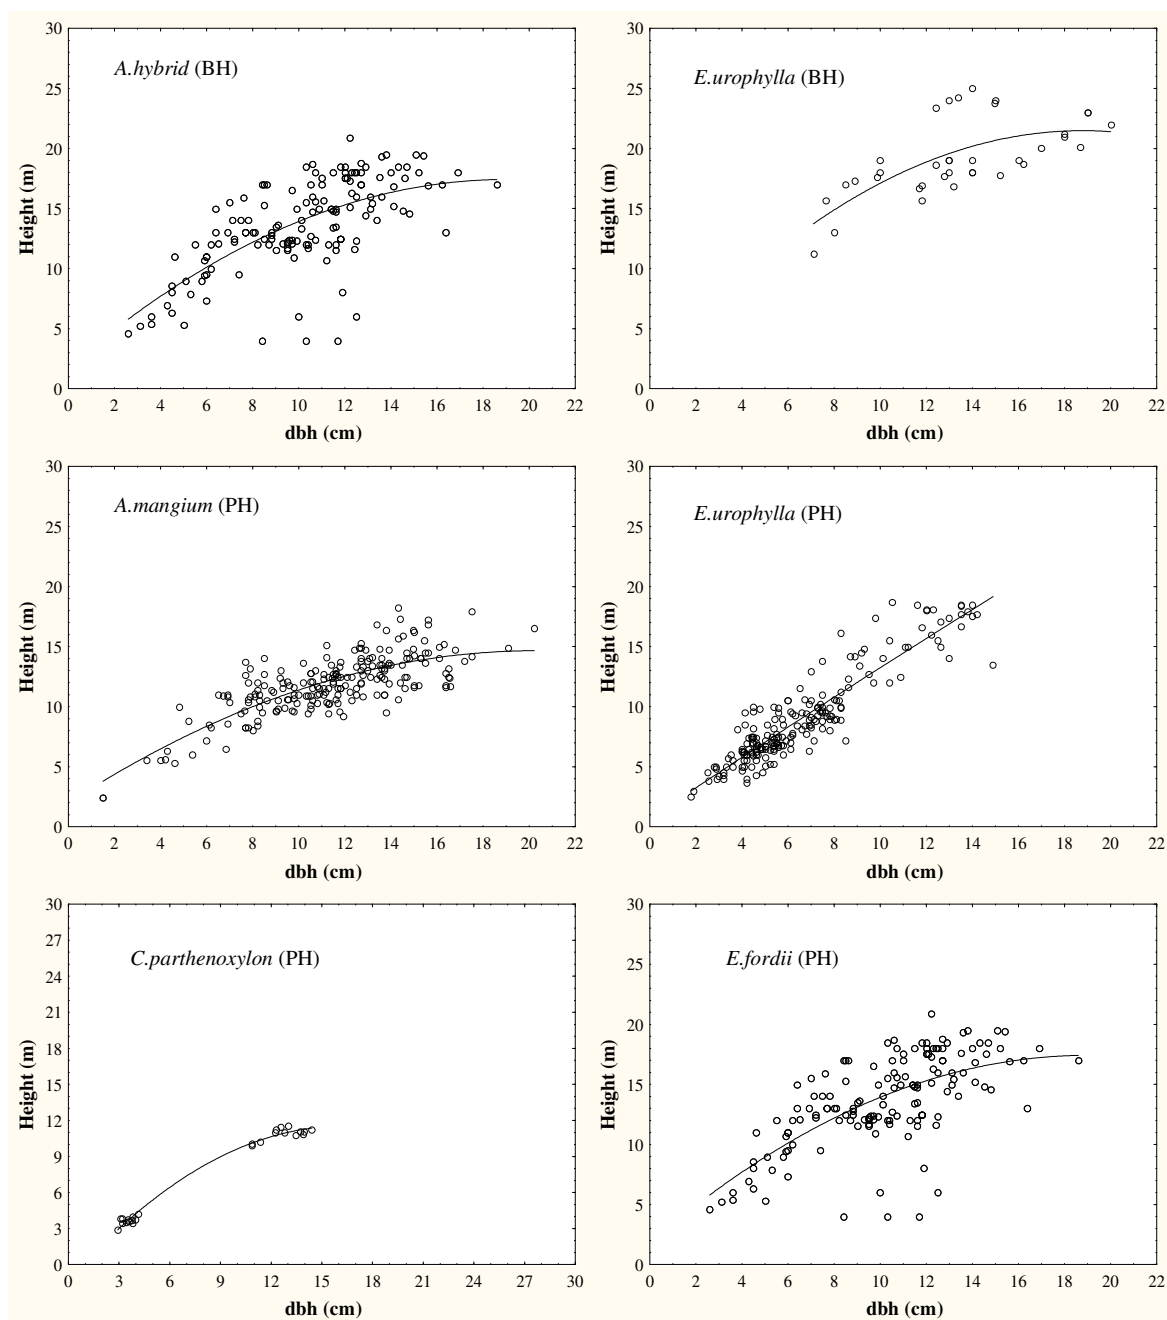 A.hybrid (BH)
Height (m)
30
25
20
15
10
5
0
0 2 4 6 8 10 12 14 16 18 20 22
dbh (cm)
E.urophylla (BH)
Height (m)
30
25
20
15
10
5
0
0 2 4 6 8 10 12 14 16 18 20 22
dbh (cm)
A.mangium (PH)
Height (m)
30
25
20
15
10
5
0
0 2 4 6 8 10 12 14 16 18 20 22
dbh (cm)
E.urophylla (PH)
Height (m)
30
25
20
15
10
5
0
0 2 4 6 8 10 12 14 16 18 20 22
dbh (cm)
C.parthenoxylon (PH)
Height (m)
30
27
24
21
18
15
12
9
6
3
0
0 3 6 9 12 15 18 21 24 27 30
dbh (cm)
E.fordii (PH)
Height (m)
30
25
20
15
10
5
0
0 2 4 6 8 10 12 14 16 18 20 22
dbh (cm)